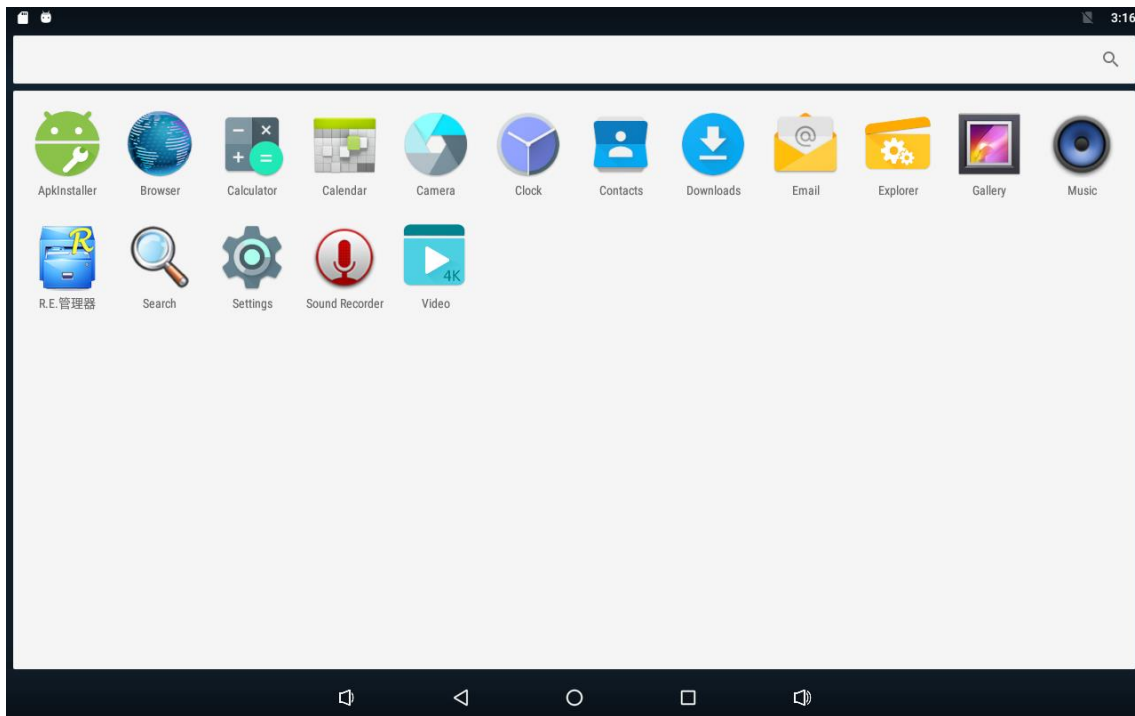 3:16
ApkInstaller
Browser
Calculator
Calendar
Camera
Clock
Contacts
Downloads
Email
Explorer
Gallery
Music
R.E.管理器
Search
Settings
Sound Recorder
Video
R
@
4K